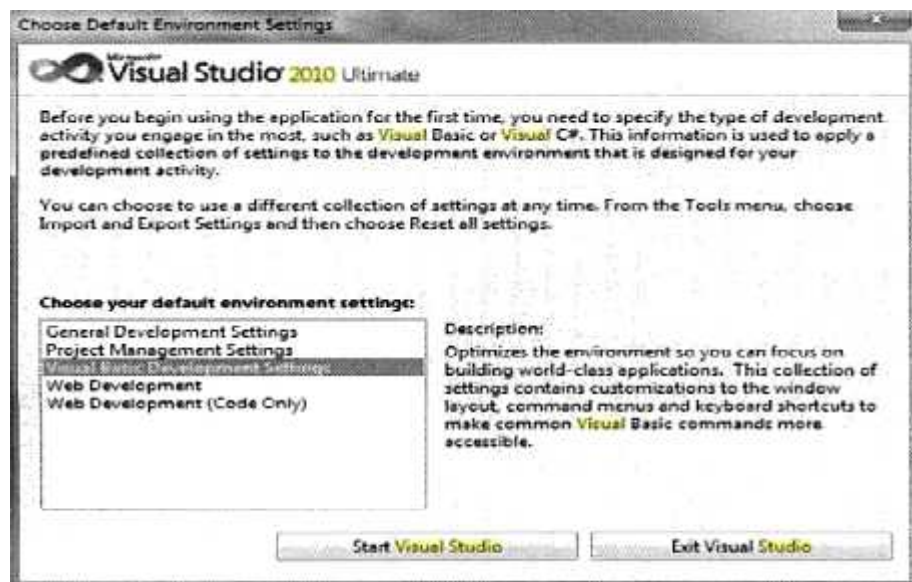 Choose Default Environment Settings
Microsoft
Visual Studio 2010 Ultimate
Before you begin using the application for the first time, you need to specify the type of development
activity you engage in the most, such as Visual Basic or Visual C#. This information is used to apply a
predefined collection of settings to the development environment that is designed for your
development activity.
You can choose to use a different collection of settings at any time. From the Tools menu, choose
Import and Export Settings and then choose Reset all settings.
Choose your default environment settings:
General Development Settings
Project Management Settings
Visual Basic Development Settings
Web Development
Web Development (Code Only)
Description:
Optimizes the environment so you can focus on
building world-class applications. This collection of
settings contains customizations to the window
layout, command menus and keyboard shortcuts to
make common Visual Basic commands more
accessible.
Start Visual Studio
Exit Visual Studio